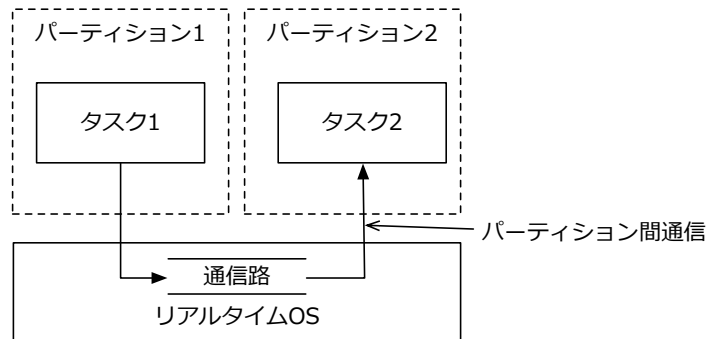 パーティション1
パーティション2
タスク1
タスク2
パーティション間通信
通信路
リアルタイムOS